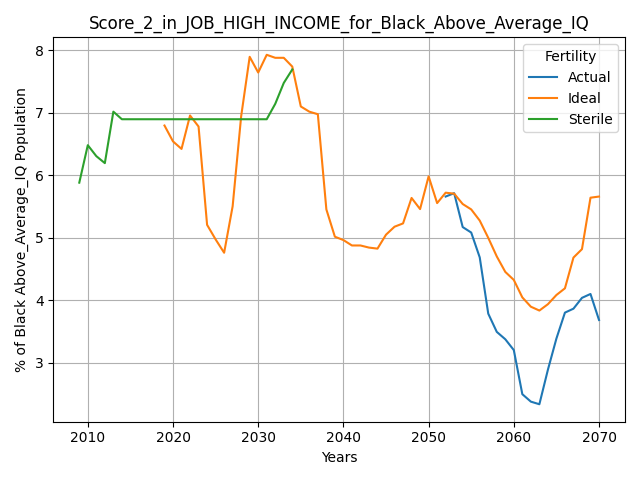 Score_2_in_JOB_HIGH_INCOME_for_Black_Above_Average_IQ
% of Black Above_Average_IQ Population
8
7
6
5
4
3
Fertility
Actual
Ideal
Sterile
2010 2020 2030 2040 2050 2060 2070
Years